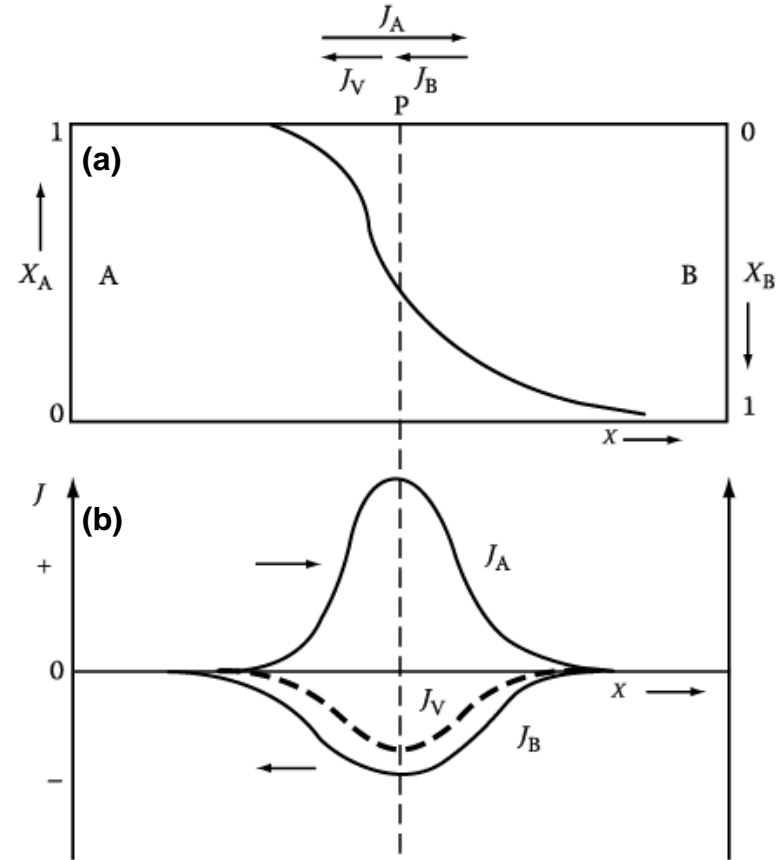 J_A
J_V J_B
P
1 (a) 0
X_A A B X_B
0 1
x
J (b)
+ J_A
0 x
J_V
J_B
−